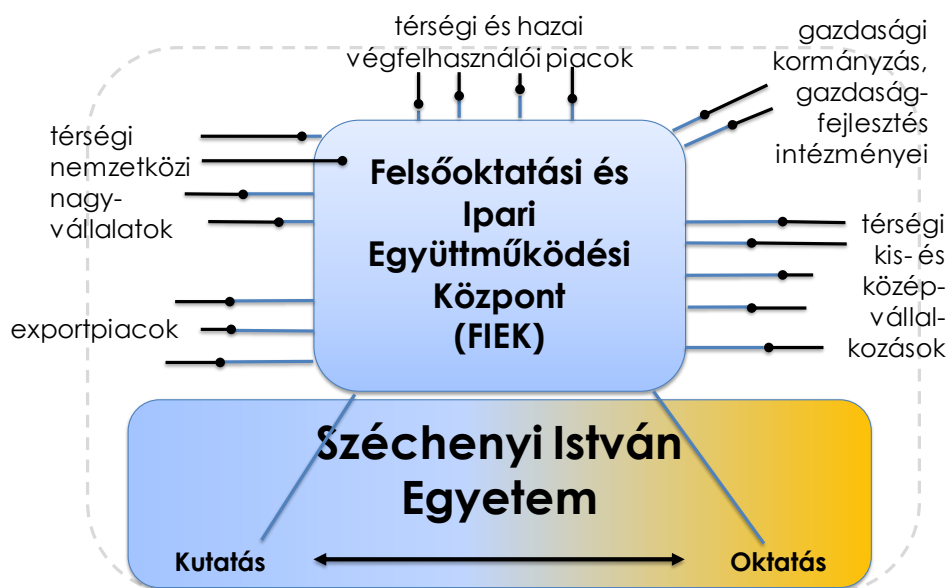 térségi és hazai
végfelhasználói piacok
gazdasági
kormányzás,
gazdaság-
fejlesztés
intézményei
térségi
nemzetközi
nagy-
vállalatok
Felsőoktatási és
Ipari
Együttműködési
Központ
(FIEK)
térségi
kis- és
közép-
vállal-
kozások
exportpiacok
Széchenyi István
Egyetem
Kutatás
Oktatás